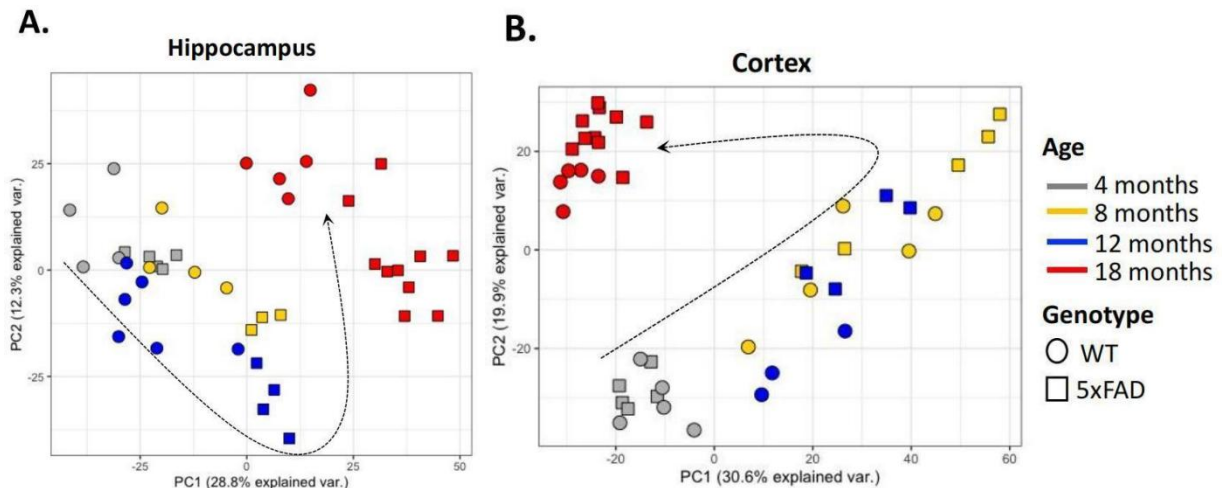 A.
Hippocampus
PC2 (12.3% explained var.)
25
0
-25
-25
0
25
50
PC1 (28.8% explained var.)
B.
Cortex
PC2 (19.9% explained var.)
20
0
-20
-20
0
20
40
60
PC1 (30.6% explained var.)
Age
4 months
8 months
12 months
18 months
Genotype
WT
5xFAD